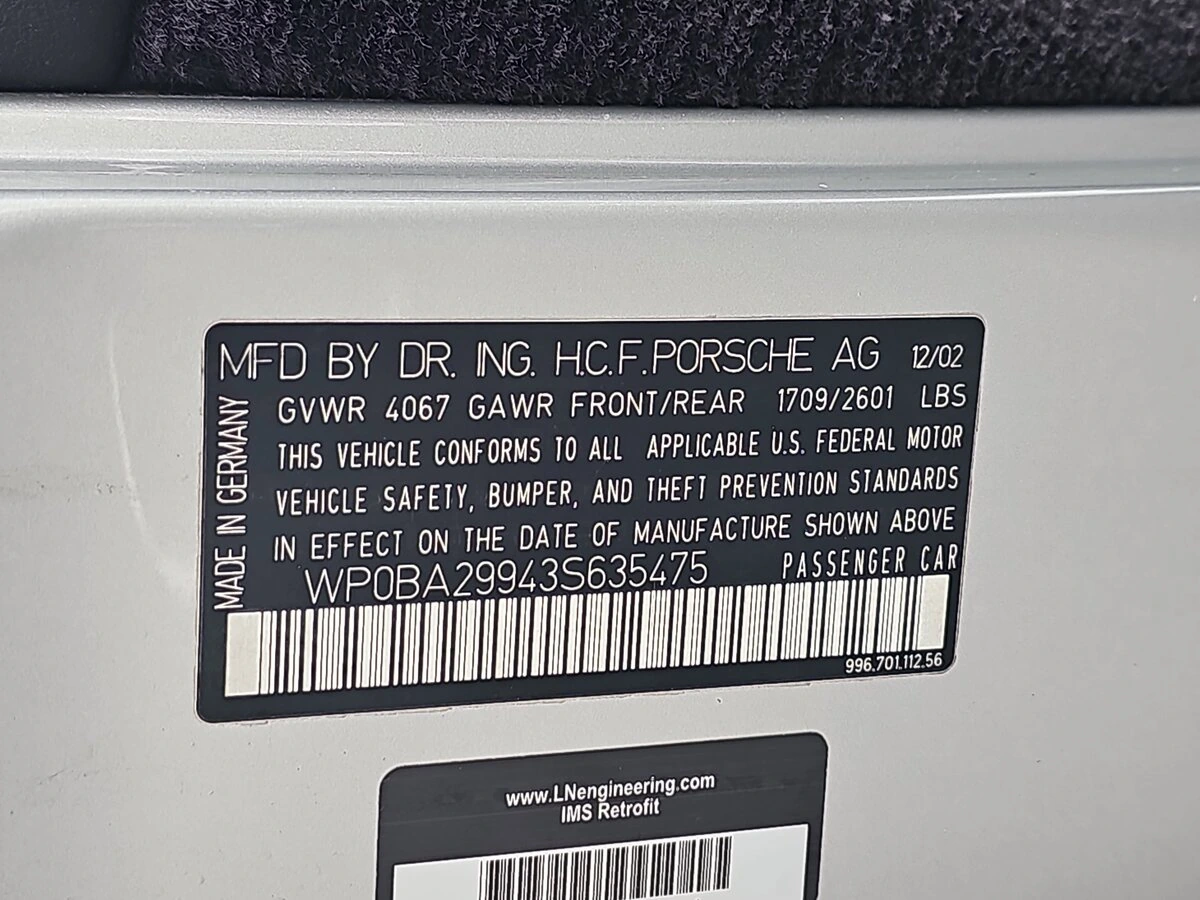 MFD BY DR. ING. H.C.F.PORSCHE AG 12/02
GVWR 4067 GAWR FRONT/REAR 1709/2601 LBS
THIS VEHICLE CONFORMS TO ALL APPLICABLE U.S. FEDERAL MOTOR
VEHICLE SAFETY, BUMPER, AND THEFT PREVENTION STANDARDS
IN EFFECT ON THE DATE OF MANUFACTURE SHOWN ABOVE
WP0BA29943S635475 PASSENGER CAR
MADE IN GERMANY
996.701.112.56
www.LNengineering.com
IMS Retrofit